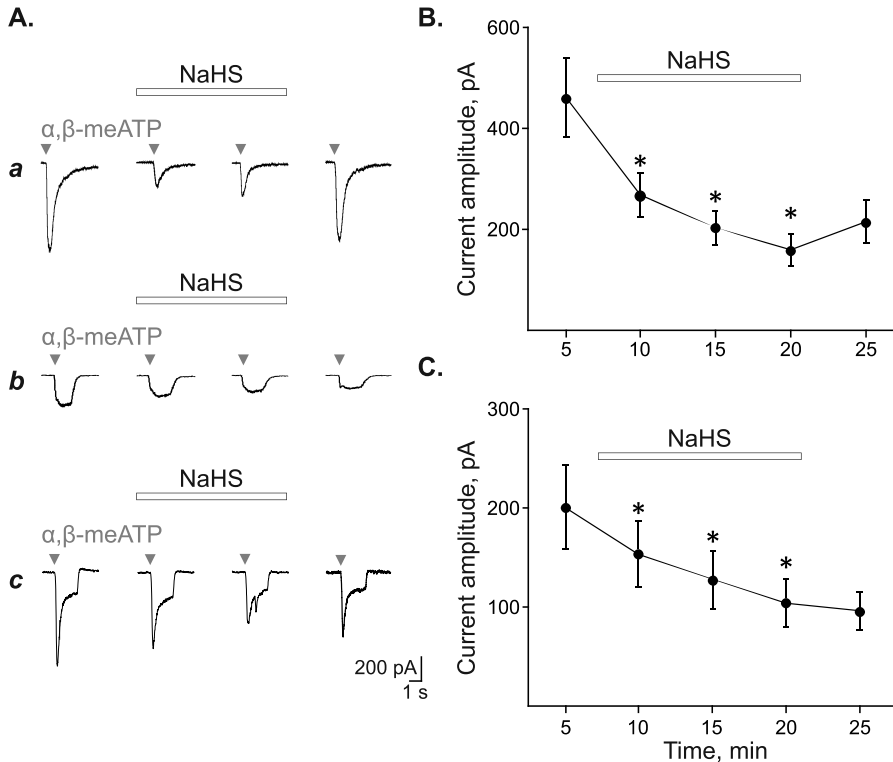 A.
NaHS
α,β-meATP
a
NaHS
α,β-meATP
b
NaHS
α,β-meATP
c
200 pA
1 s
B.
600
400
200
Current amplitude, pA
NaHS
*
*
*
5 10 15 20 25
C.
300
200
100
Current amplitude, pA
NaHS
*
*
*
5 10 15 20 25
Time, min